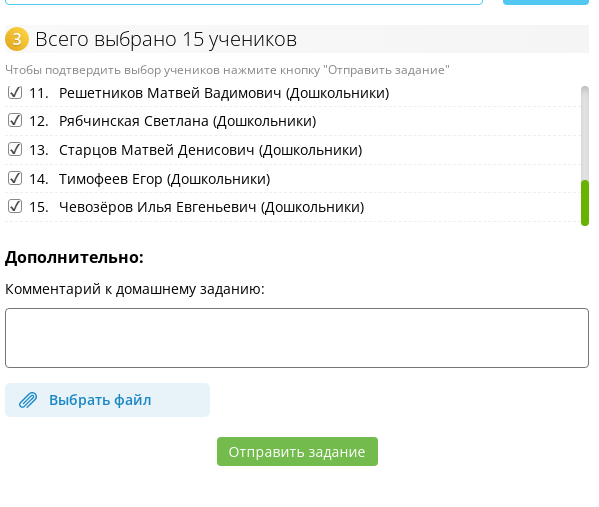 3 Всего выбрано 15 учеников
Чтобы подтвердить выбор учеников нажмите кнопку "Отправить задание"
11. Решетников Матвей Вадимович (Дошкольники)
12. Рябчинская Светлана (Дошкольники)
13. Старцов Матвей Денисович (Дошкольники)
14. Тимофеев Егор (Дошкольники)
15. Чевозёров Илья Евгеньевич (Дошкольники)
Дополнительно:
Комментарий к домашнему заданию:
Выбрать файл
Отправить задание